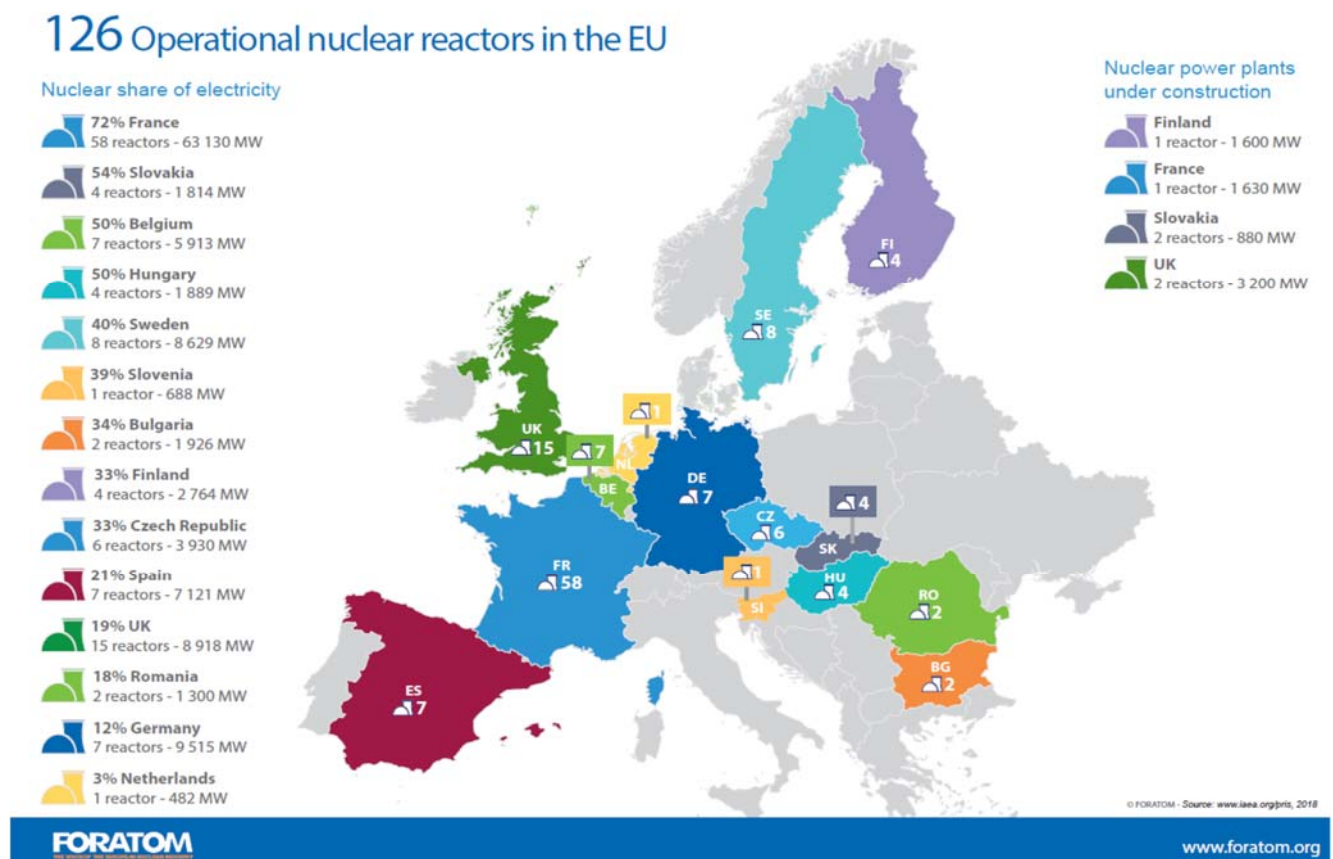 126 Operational nuclear reactors in the EU
Nuclear share of electricity
72% France
58 reactors - 63 130 MW
54% Slovakia
4 reactors - 1 814 MW
50% Belgium
7 reactors - 5 913 MW
50% Hungary
4 reactors - 1 889 MW
40% Sweden
8 reactors - 8 629 MW
39% Slovenia
1 reactor - 688 MW
34% Bulgaria
2 reactors - 1 926 MW
33% Finland
4 reactors - 2 764 MW
33% Czech Republic
6 reactors - 3 930 MW
21% Spain
7 reactors - 7 121 MW
19% UK
15 reactors - 8 918 MW
18% Romania
2 reactors - 1 300 MW
12% Germany
7 reactors - 9 515 MW
3% Netherlands
1 reactor - 482 MW
Nuclear power plants
under construction
Finland
1 reactor - 1 600 MW
France
1 reactor - 1 630 MW
Slovakia
2 reactors - 880 MW
UK
2 reactors - 3 200 MW
FI
4
SE
8
UK
15
1
NL
7
BE
DE
7
CZ
6
4
SK
FR
58
1
SI
HU
4
RO
2
BG
2
ES
7
© FORATOM - Source: www.iaea.org/pris, 2018
FORATOM
THE VOICE OF THE EUROPEAN NUCLEAR INDUSTRY
www.foratom.org